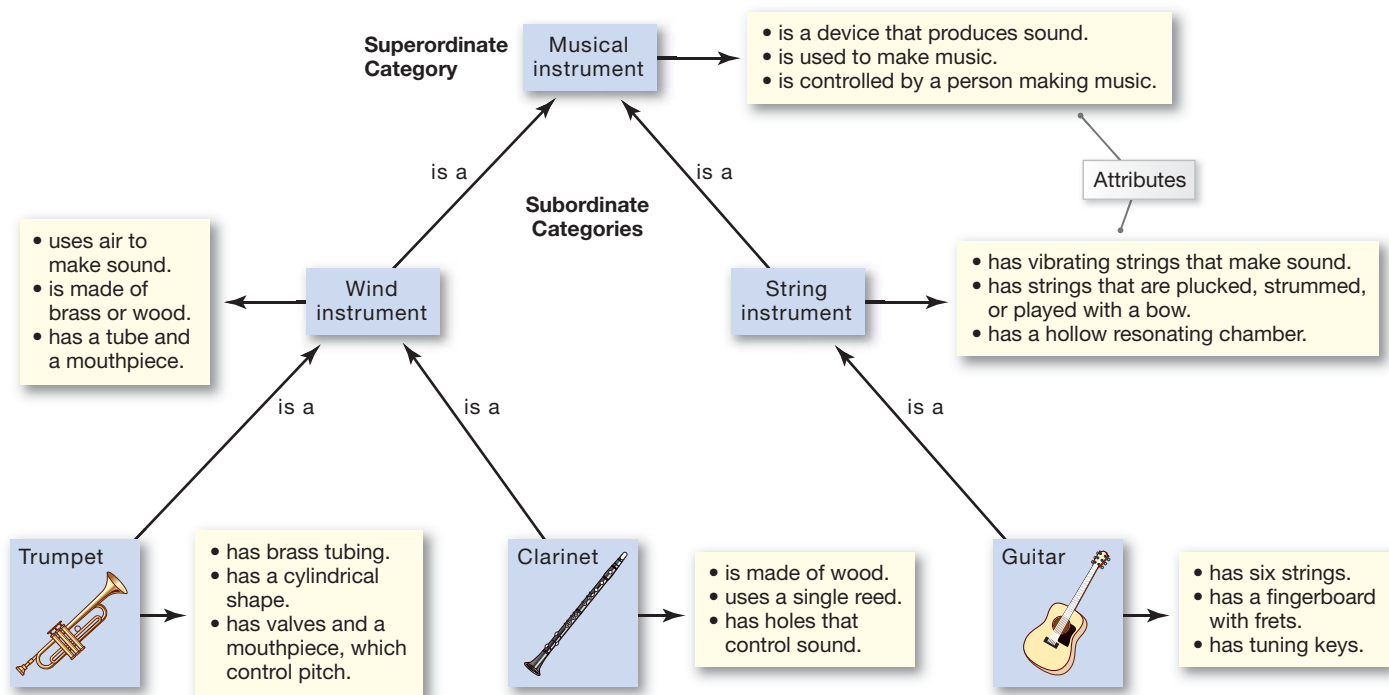 Superordinate
Category
Musical
instrument
• is a device that produces sound.
• is used to make music.
• is controlled by a person making music.
is a
is a
Attributes
Subordinate
Categories
• uses air to
make sound.
• is made of
brass or wood.
• has a tube and
a mouthpiece.
Wind
instrument
String
instrument
• has vibrating strings that make sound.
• has strings that are plucked, strummed,
or played with a bow.
• has a hollow resonating chamber.
is a
is a
is a
Trumpet
• has brass tubing.
• has a cylindrical
shape.
• has valves and a
mouthpiece, which
control pitch.
Clarinet
• is made of wood.
• uses a single reed.
• has holes that
control sound.
Guitar
• has six strings.
• has a fingerboard
with frets.
• has tuning keys.